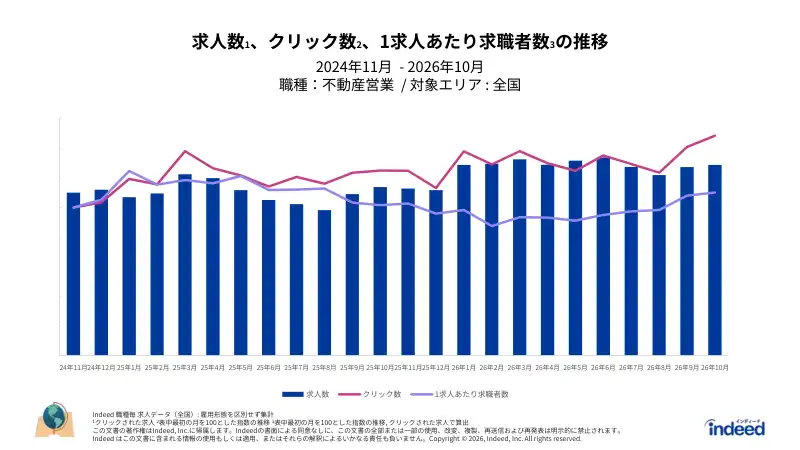 求人数1、クリック数2、1求人あたり求職者数3の推移
2024年11月 - 2026年10月
職種：不動産営業 / 対象エリア : 全国
24年11月 24年12月 25年1月 25年2月 25年3月 25年4月 25年5月 25年6月 25年7月 25年8月 25年9月 25年10月 25年11月 25年12月 26年1月 26年2月 26年3月 26年4月 26年5月 26年6月 26年7月 26年8月 26年9月 26年10月
求人数 クリック数 1求人あたり求職者数
Indeed 職種毎 求人データ（全国）: 雇用形態を区別せず集計
¹クリックされた求人 ²表中最初の月を100とした指数の推移 ³表中最初の月を100とした指数の推移, クリックされた求人で算出
この文書の著作権はIndeed, Inc.に帰属します。Indeedの書面による同意なしに、この文書の全部または一部の使用、改変、複製、再送信および再発表は明示的に禁止されます。
Indeed はこの文書に含まれる情報の使用もしくは適用、またはそれらの解釈によるいかなる責任も負いません。Copyright © 2026, Indeed, Inc. All rights reserved.
インディード
indeed